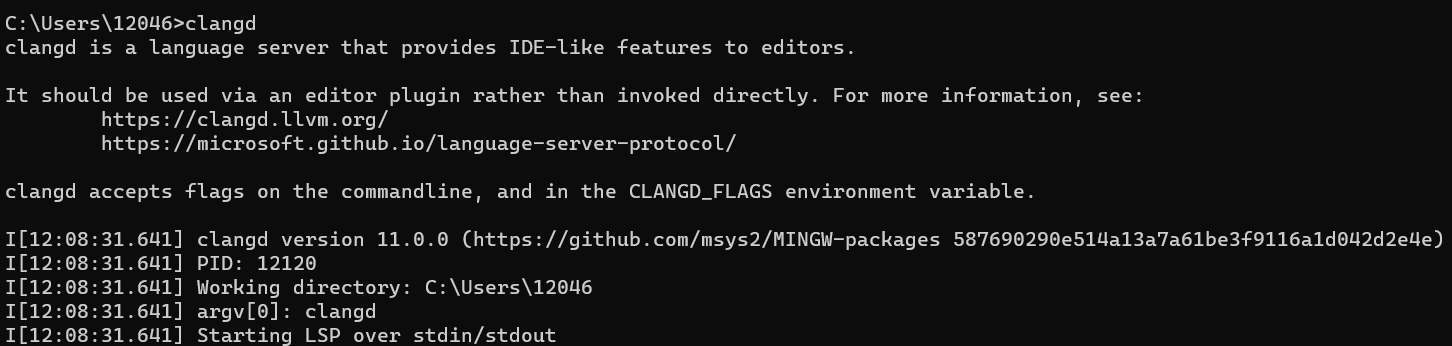 C:\Users\12046>clangd
clangd is a language server that provides IDE-like features to editors.
It should be used via an editor plugin rather than invoked directly. For more information, see:
https://clangd.llvm.org/
https://microsoft.github.io/language-server-protocol/
clangd accepts flags on the commandline, and in the CLANGD_FLAGS environment variable.
I[12:08:31.641] clangd version 11.0.0 (https://github.com/msys2/MINGW-packages 587690290e514a13a7a61be3f9116a1d042d2e4e)
I[12:08:31.641] PID: 12120
I[12:08:31.641] Working directory: C:\Users\12046
I[12:08:31.641] argv[0]: clangd
I[12:08:31.641] Starting LSP over stdin/stdout